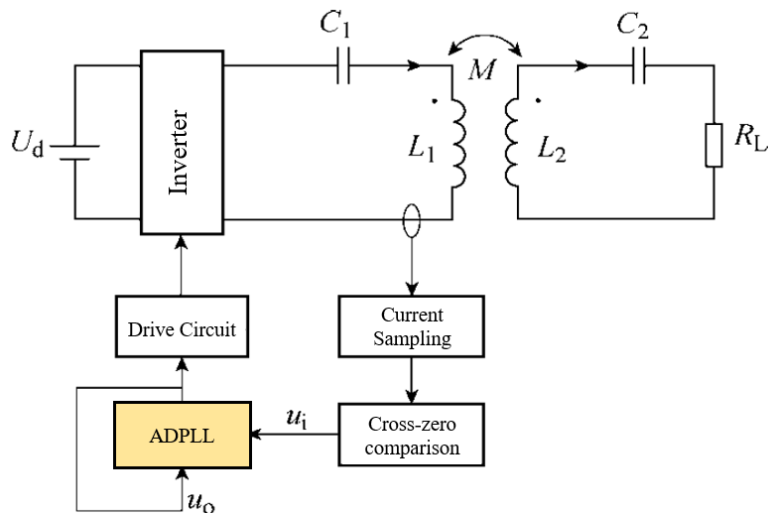 C1
C2
M
Ud
Inverter
L1
L2
RL
Drive Circuit
Current
Sampling
ADPLL
ui
Cross-zero
comparison
uo